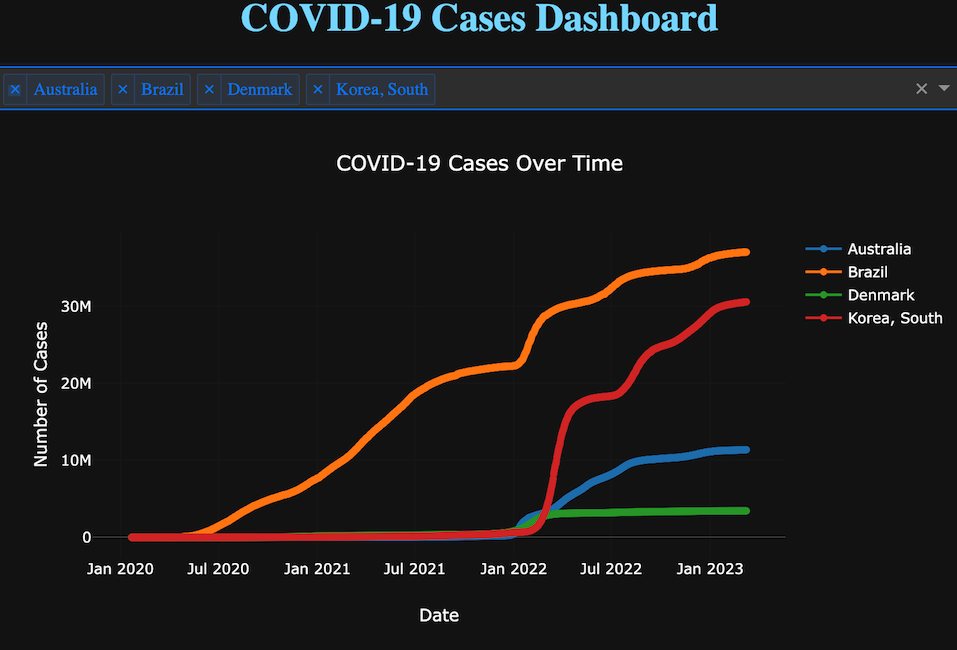 COVID-19 Cases Dashboard
× Australia × Brazil × Denmark × Korea, South ×
COVID-19 Cases Over Time
Australia
Brazil
Denmark
Korea, South
Number of Cases
30M
20M
10M
0
Jan 2020 Jul 2020 Jan 2021 Jul 2021 Jan 2022 Jul 2022 Jan 2023
Date